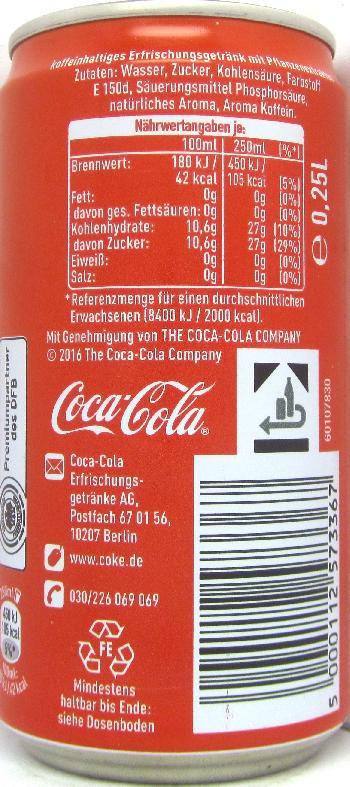 koffeinhaltiges Erfrischungsgetränk mit
Zutaten: Wasser, Zucker, Kohlensäure, Farbstoff
E 150d, Säuerungsmittel Phosphorsäure,
natürliches Aroma, Aroma Koffein.
Nährwertangaben je:
100ml 250ml (%*)
Brennwert: 180 kJ / 450 kJ /
42 kcal 105 kcal (5%)
Fett: 0g 0g (0%)
davon ges. Fettsäuren: 0g 0g (0%)
Kohlenhydrate: 10,6g 27g (10%)
davon Zucker: 10,6g 27g (29%)
Eiweiß: 0g 0g (0%)
Salz: 0g 0g (0%)
℮ 0,25L
*Referenzmenge für einen durchschnittlichen
Erwachsenen (8400 kJ / 2000 kcal).
Mit Genehmigung von THE COCA-COLA COMPANY
© 2016 The Coca-Cola Company
Premiumpartner
des DFB
Coca-Cola®
60107830
Coca-Cola
Erfrischungs-
getränke AG,
Postfach 67 01 56,
10207 Berlin
www.coke.de
030/226 069 069
450 kJ
105 kcal
5%*
FE
Mindestens
haltbar bis Ende:
siehe Dosenboden
5 000112 573367